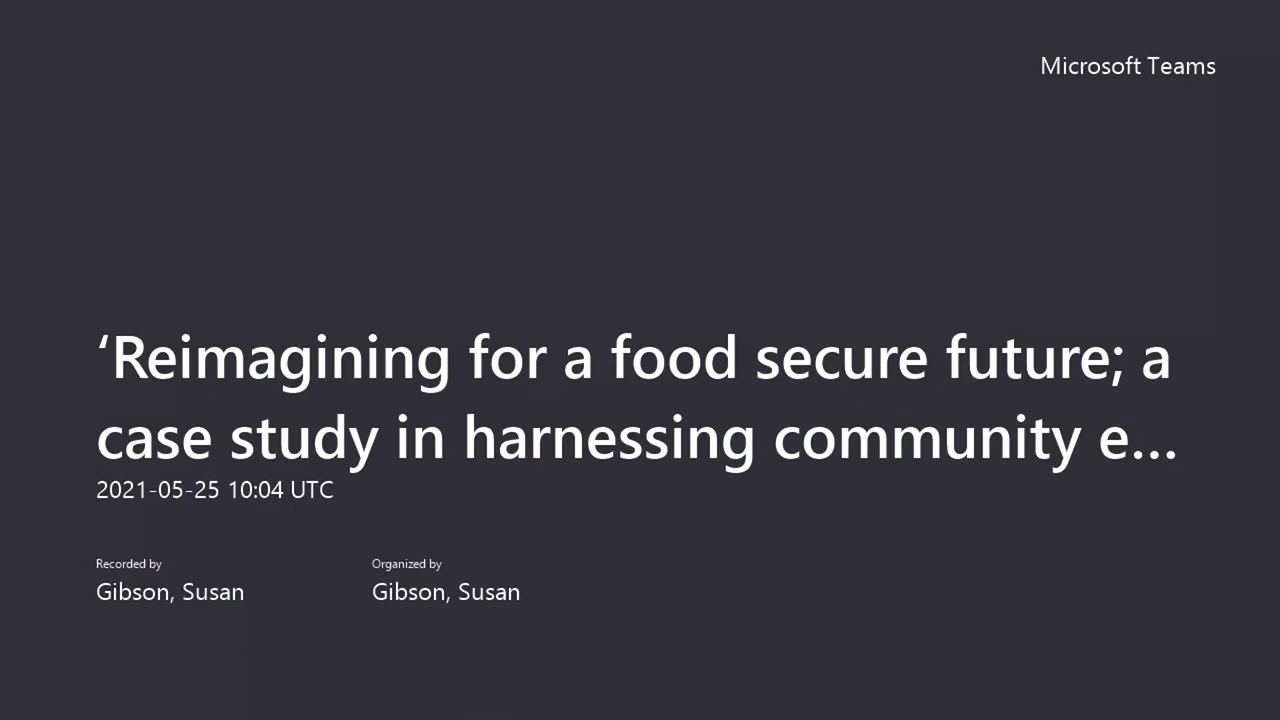 Microsoft Teams
‘Reimagining for a food secure future; a
case study in harnessing community e...
2021-05-25 10:04 UTC
Recorded by
Gibson, Susan
Organized by
Gibson, Susan